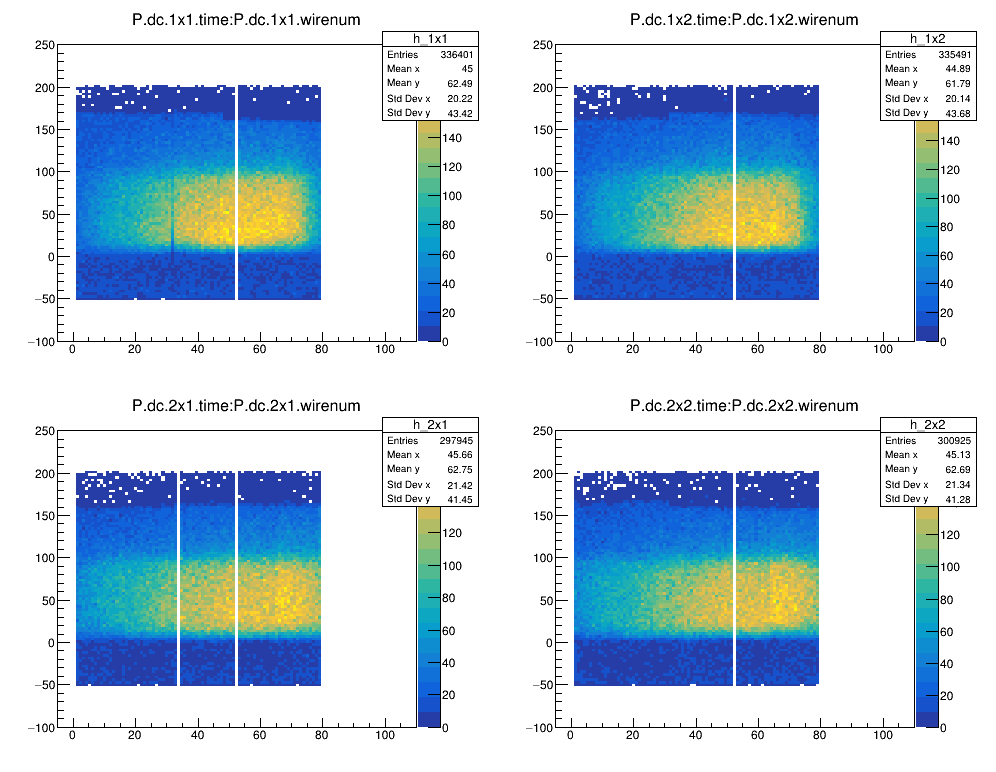 P.dc.1x1.time:P.dc.1x1.wirenum
h_1x1
Entries 336401
Mean x 45
Mean y 62.49
Std Dev x 20.22
Std Dev y 43.42
250
200
150
100
50
0
−50
−100
0 20 40 60 80 100
140
120
100
80
60
40
20
0
P.dc.1x2.time:P.dc.1x2.wirenum
h_1x2
Entries 335491
Mean x 44.89
Mean y 61.79
Std Dev x 20.14
Std Dev y 43.68
250
200
150
100
50
0
−50
−100
0 20 40 60 80 100
140
120
100
80
60
40
20
0
P.dc.2x1.time:P.dc.2x1.wirenum
h_2x1
Entries 297945
Mean x 45.66
Mean y 62.75
Std Dev x 21.42
Std Dev y 41.45
250
200
150
100
50
0
−50
−100
0 20 40 60 80 100
120
100
80
60
40
20
0
P.dc.2x2.time:P.dc.2x2.wirenum
h_2x2
Entries 300925
Mean x 45.13
Mean y 62.69
Std Dev x 21.34
Std Dev y 41.28
250
200
150
100
50
0
−50
−100
0 20 40 60 80 100
120
100
80
60
40
20
0